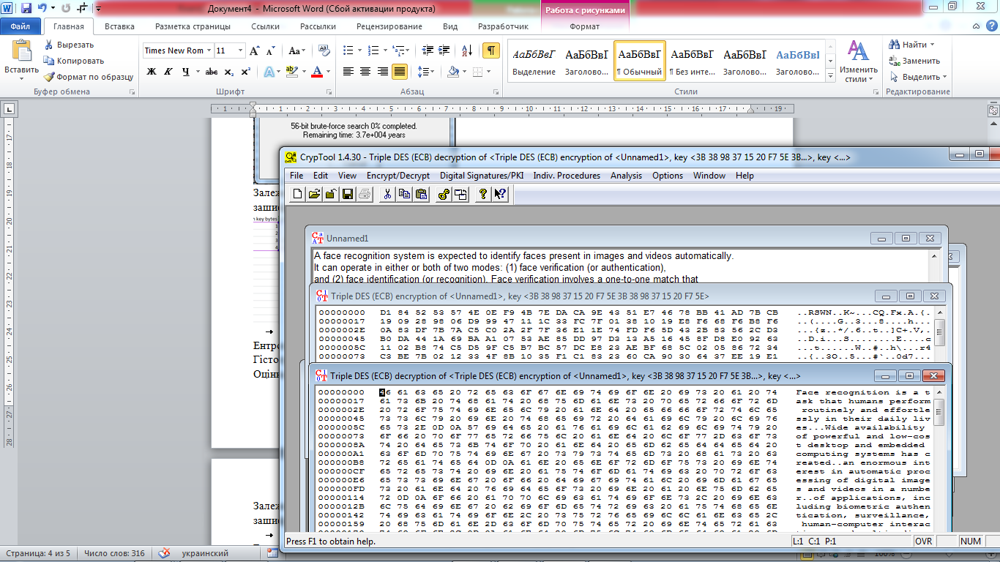 Документ4 - Microsoft Word (Сбой активации продукта)
Работа с рисунками
Файл Главная Вставка Разметка страницы Ссылки Рассылки Рецензирование Вид Разработчик Формат
Вставить
Вырезать
Копировать
Формат по образцу
Буфер обмена
Times New Rom 11
Шрифт
Абзац
АаБбВвГ АаБбВвІ АаБбВвГ АаБбВвГ АаБбВвІ АаБбВвІ
Выделение Заголово... ¶ Обычный ¶ Без инте... Заголово... Заголово...
Стили
Изменить стили
Найти
Заменить
Выделить
Редактирование
56-bit brute-force search 0% completed.
Remaining time: 3.7e+004 years
CrypTool 1.4.30 - Triple DES (ECB) decryption of <Triple DES (ECB) encryption of <Unnamed1>, key <3B 38 98 37 15 20 F7 5E 3B...>, key <...>
File Edit View Encrypt/Decrypt Digital Signatures/PKI Indiv. Procedures Analysis Options Window Help
Unnamed1
A face recognition system is expected to identify faces present in images and videos automatically.
It can operate in either or both of two modes: (1) face verification (or authentication),
and (2) face identification (or recognition). Face verification involves a one-to-one match that
Triple DES (ECB) encryption of <Unnamed1>, key <3B 38 98 37 15 20 F7 5E 3B 38 98 37 15 20 F7 5E>
00000000 D1 84 52 53 57 4E 0E F9 4B 7E DA CA 9E 43 51 E7 46 78 BB 41 AD 7B CB ..RSWN..K~...CQ.Fx.A.{.
00000017 19 09 28 98 06 D9 99 47 11 1C 33 FC 7F 01 38 10 19 E8 F6 68 F6 B8 F6 ..(....G..3...8....h...
0000002E 0A 83 DF 7B 7A C5 C0 2A 2F 7F 36 E1 1E 74 FD F6 5D 43 2B 83 56 2C D3 ...{z..*/.6..t..]C+.V,.
00000045 B0 DA 44 1A 69 BA A1 07 53 AE 85 DD 97 D3 13 A5 16 45 8F D8 E0 92 63 ..D.i...S........E....c
0000005C 11 02 B8 74 C5 D5 9F C5 B7 BC 57 DC EC 23 AE BF 68 5C 02 05 86 72 34 ...t......W..#..h\...r4
00000073 C3 BE 7B 02 12 33 4F 8B 10 35 F1 C1 83 23 60 CA 90 30 64 37 EE 19 E1 ..{..3O..5...#`..0d7...
Triple DES (ECB) decryption of <Triple DES (ECB) encryption of <Unnamed1>, key <3B 38 98 37 15 20 F7 5E 3B...>, key <...>
00000000 46 61 63 65 20 72 65 63 6F 67 6E 69 74 69 6F 6E 20 69 73 20 61 20 74 Face recognition is a t
00000017 61 73 6B 20 74 68 61 74 20 68 75 6D 61 6E 73 20 70 65 72 66 6F 72 6D ask that humans perform
0000002E 20 72 6F 75 74 69 6E 65 6C 79 20 61 6E 64 20 65 66 66 6F 72 74 6C 65 routinely and effortle
00000045 73 73 6C 79 20 69 6E 20 74 68 65 69 72 20 64 61 69 6C 79 20 6C 69 76 ssly in their daily liv
0000005C 65 73 2E 0D 0A 57 69 64 65 20 61 76 61 69 6C 61 62 69 6C 69 74 79 20 es...Wide availability
00000073 6F 66 20 70 6F 77 65 72 66 75 6C 20 61 6E 64 20 6C 6F 77 2D 63 6F 73 of powerful and low-cos
0000008A 74 20 64 65 73 6B 74 6F 70 20 61 6E 64 20 65 6D 62 65 64 64 65 64 20 t desktop and embedded
000000A1 63 6F 6D 70 75 74 69 6E 67 20 73 79 73 74 65 6D 73 20 68 61 73 20 63 computing systems has c
000000B8 72 65 61 74 65 64 0D 0A 61 6E 20 65 6E 6F 72 6D 6F 75 73 20 69 6E 74 reated..an enormous int
000000CF 65 72 65 73 74 20 69 6E 20 61 75 74 6F 6D 61 74 69 63 20 70 72 6F 63 erest in automatic proc
000000E6 65 73 73 69 6E 67 20 6F 66 20 64 69 67 69 74 61 6C 20 69 6D 61 67 65 essing of digital image
000000FD 73 20 61 6E 64 20 76 69 64 65 6F 73 20 69 6E 20 61 20 6E 75 6D 62 65 s and videos in a numbe
00000114 72 0D 0A 6F 66 20 61 70 70 6C 69 63 61 74 69 6F 6E 73 2C 20 69 6E 63 r..of applications, inc
0000012B 6C 75 64 69 6E 67 20 62 69 6F 6D 65 74 72 69 63 20 61 75 74 68 65 6E luding biometric authen
00000142 74 69 63 61 74 69 6F 6E 2C 20 73 75 72 76 65 69 6C 6C 61 6E 63 65 2C tication, surveillance,
00000159 20 68 75 6D 61 6E 2D 63 6F 6D 70 75 74 65 72 20 69 6E 74 65 72 61 63 human-computer interac
Press F1 to obtain help. L:1 C:1 P:1 OVR NUM
Страница: 4 из 5 Число слов: 316 украинский 100%